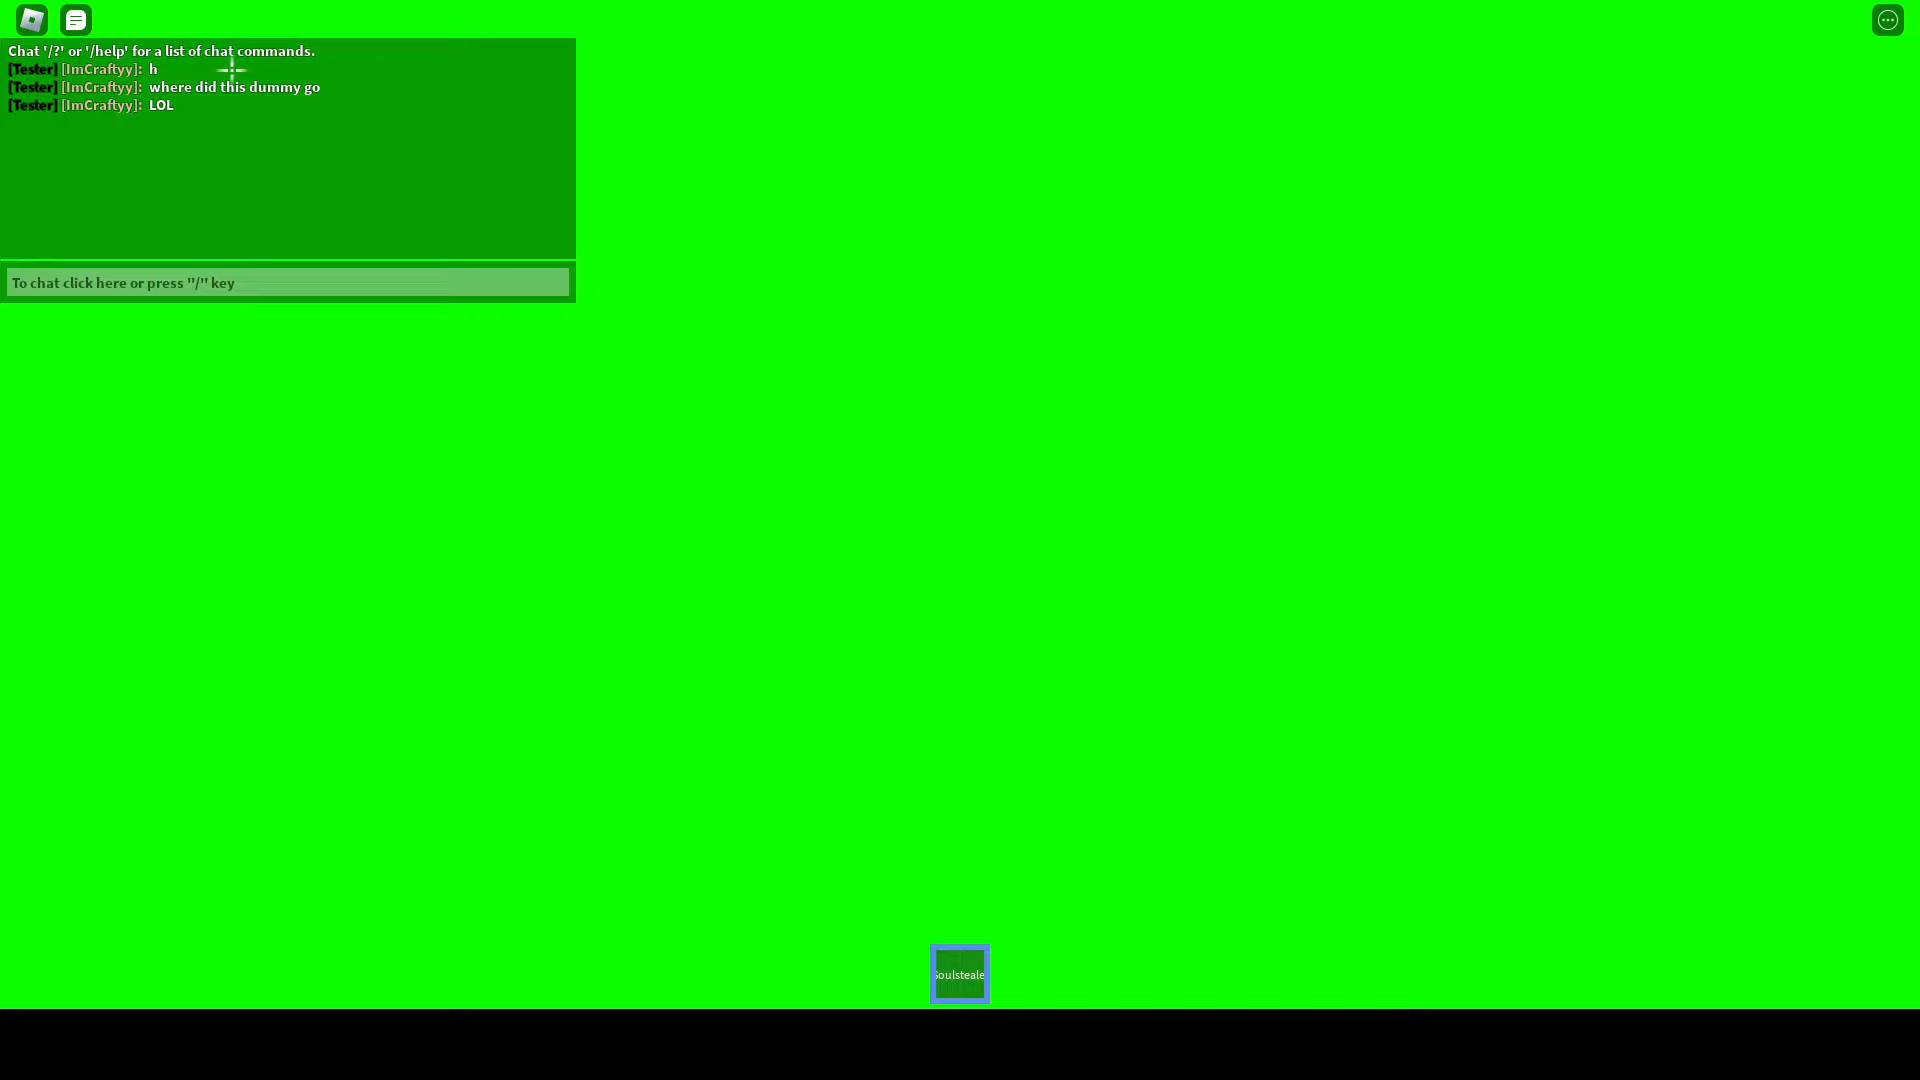 Chat '/?' or '/help' for a list of chat commands.
[Tester] [ImCraftyy]: h
[Tester] [ImCraftyy]: where did this dummy go
[Tester] [ImCraftyy]: LOL
To chat click here or press "/" key
Soulsteale